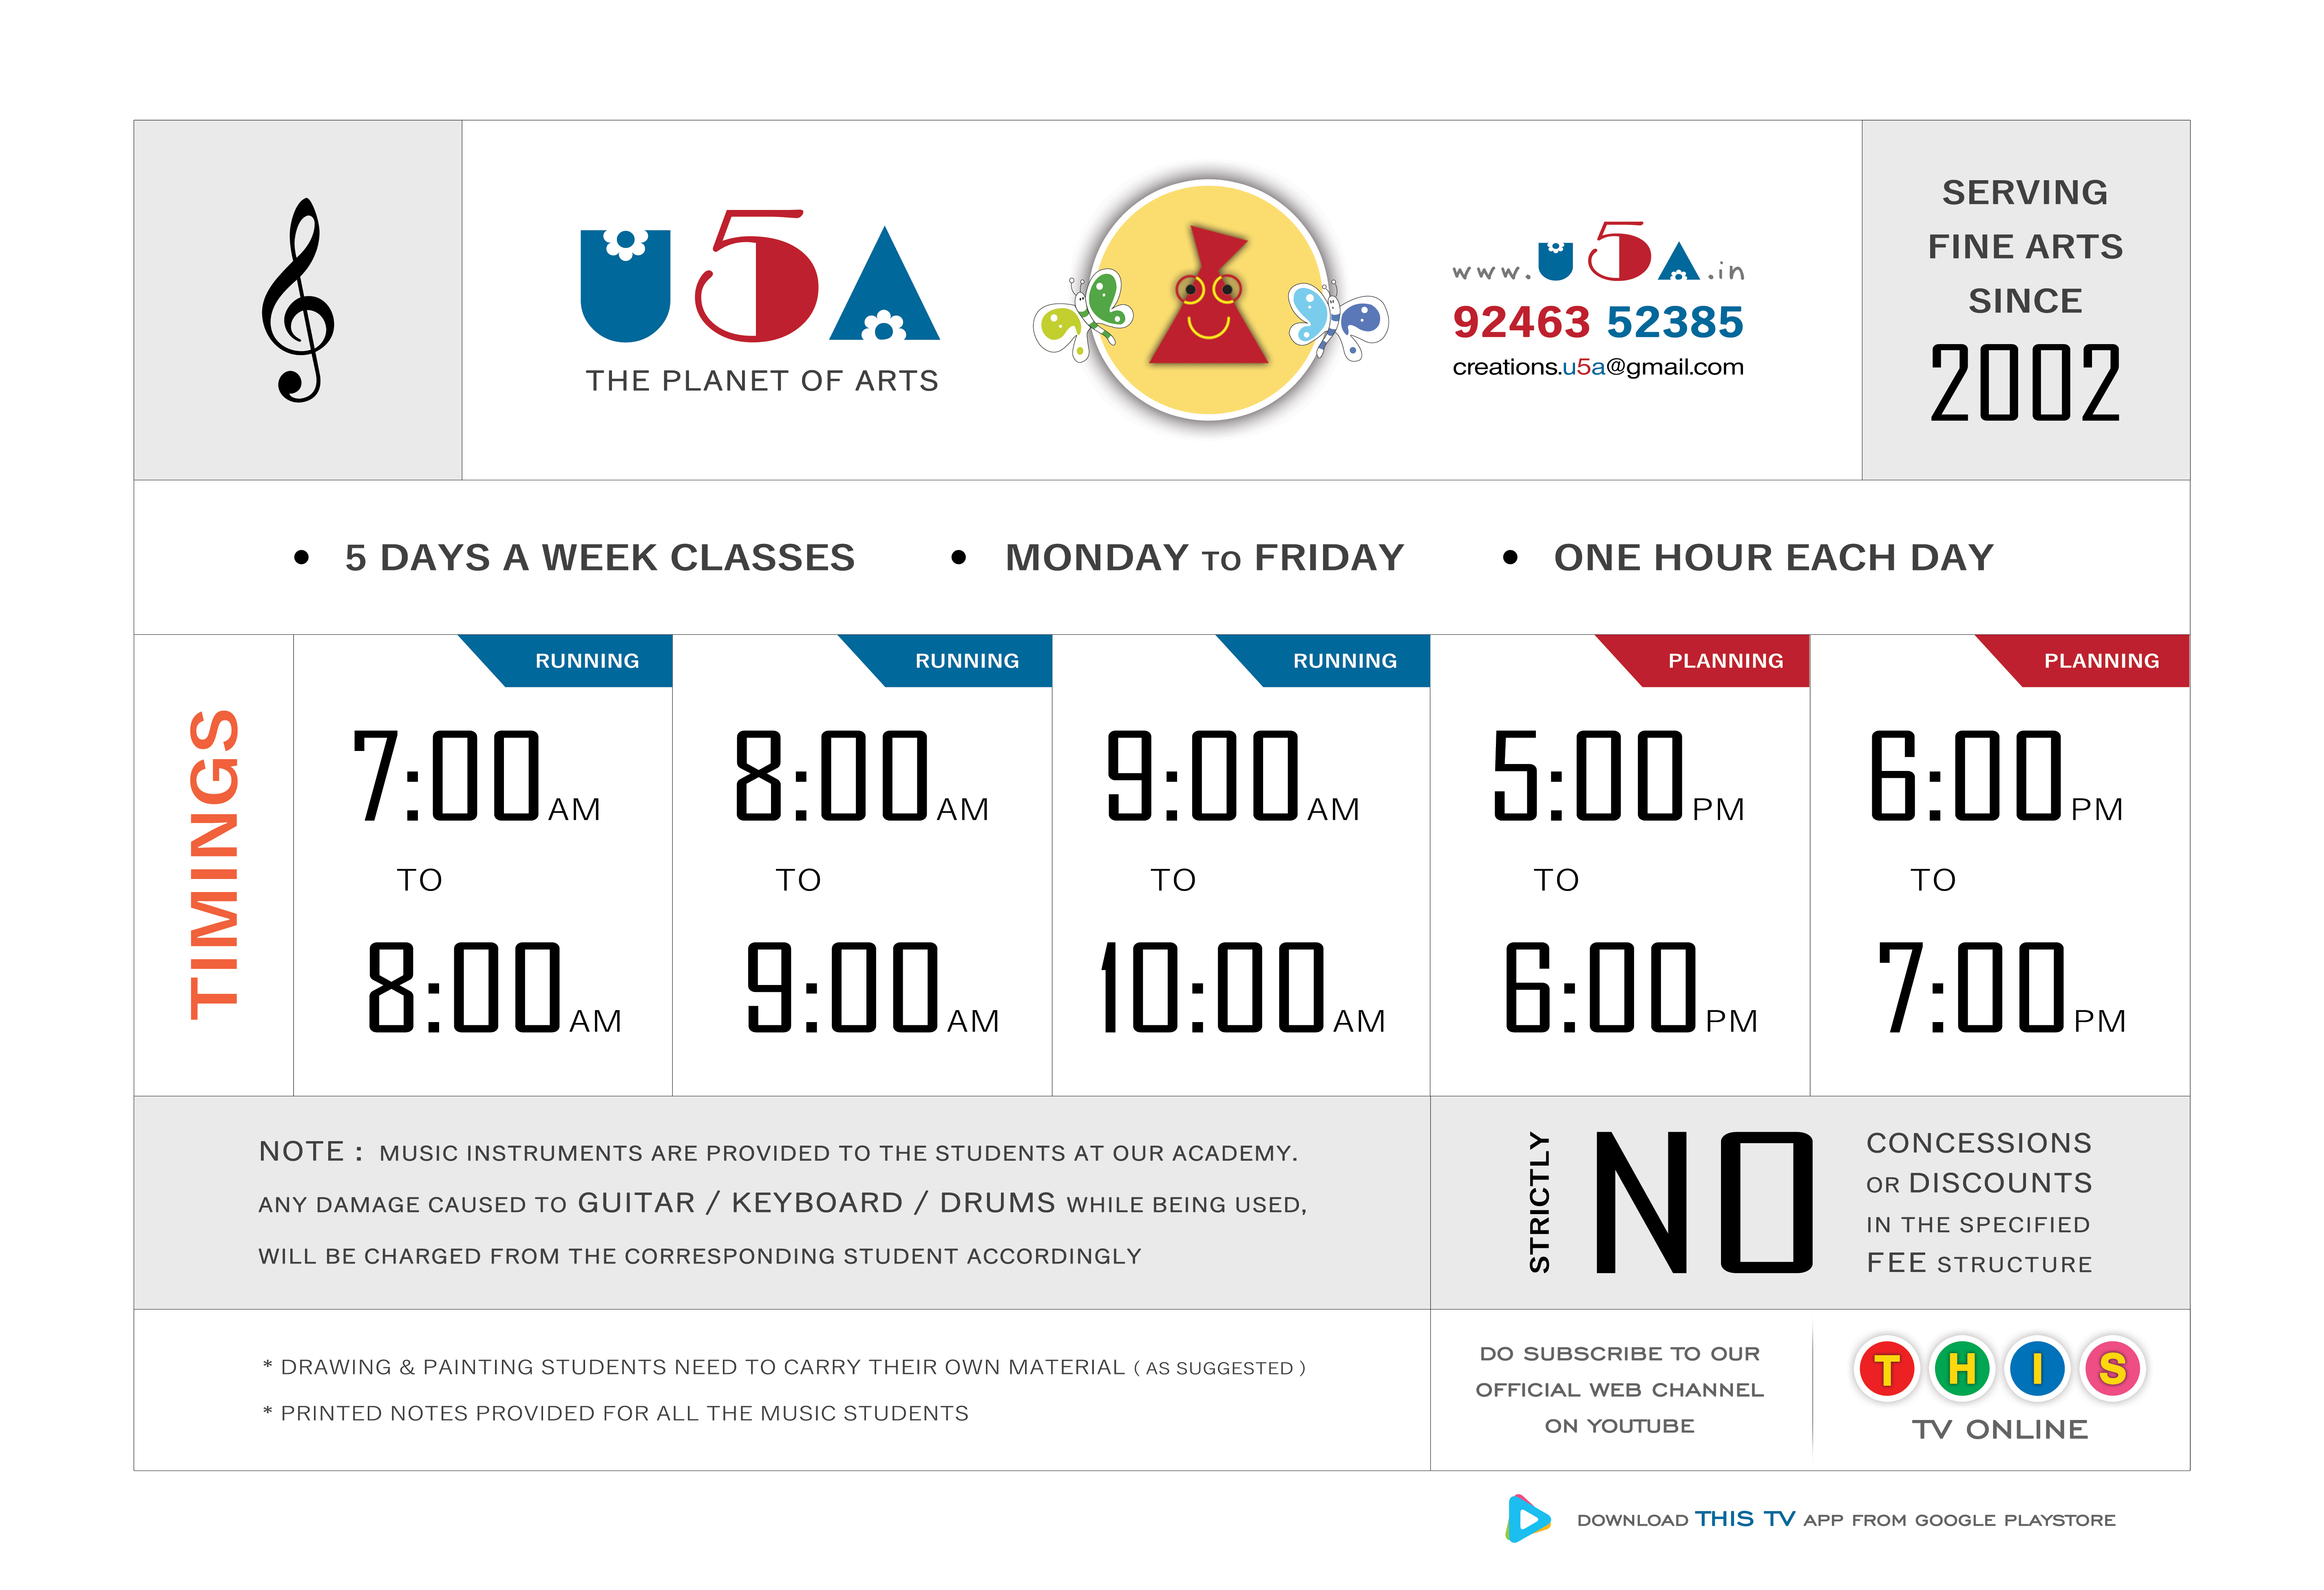 U5A
THE PLANET OF ARTS
www.U5A.in
92463 52385
creations.u5a@gmail.com
SERVING
FINE ARTS
SINCE
2002
• 5 DAYS A WEEK CLASSES • MONDAY TO FRIDAY • ONE HOUR EACH DAY
TIMINGS
RUNNING
7:00 AM
TO
8:00 AM
RUNNING
8:00 AM
TO
9:00 AM
RUNNING
9:00 AM
TO
10:00 AM
PLANNING
5:00 PM
TO
6:00 PM
PLANNING
6:00 PM
TO
7:00 PM
NOTE : MUSIC INSTRUMENTS ARE PROVIDED TO THE STUDENTS AT OUR ACADEMY.
ANY DAMAGE CAUSED TO GUITAR / KEYBOARD / DRUMS WHILE BEING USED,
WILL BE CHARGED FROM THE CORRESPONDING STUDENT ACCORDINGLY
STRICTLY
NO
CONCESSIONS
OR DISCOUNTS
IN THE SPECIFIED
FEE STRUCTURE
* DRAWING & PAINTING STUDENTS NEED TO CARRY THEIR OWN MATERIAL ( AS SUGGESTED )
* PRINTED NOTES PROVIDED FOR ALL THE MUSIC STUDENTS
DO SUBSCRIBE TO OUR
OFFICIAL WEB CHANNEL
ON YOUTUBE
THIS
TV ONLINE
DOWNLOAD THIS TV APP FROM GOOGLE PLAYSTORE